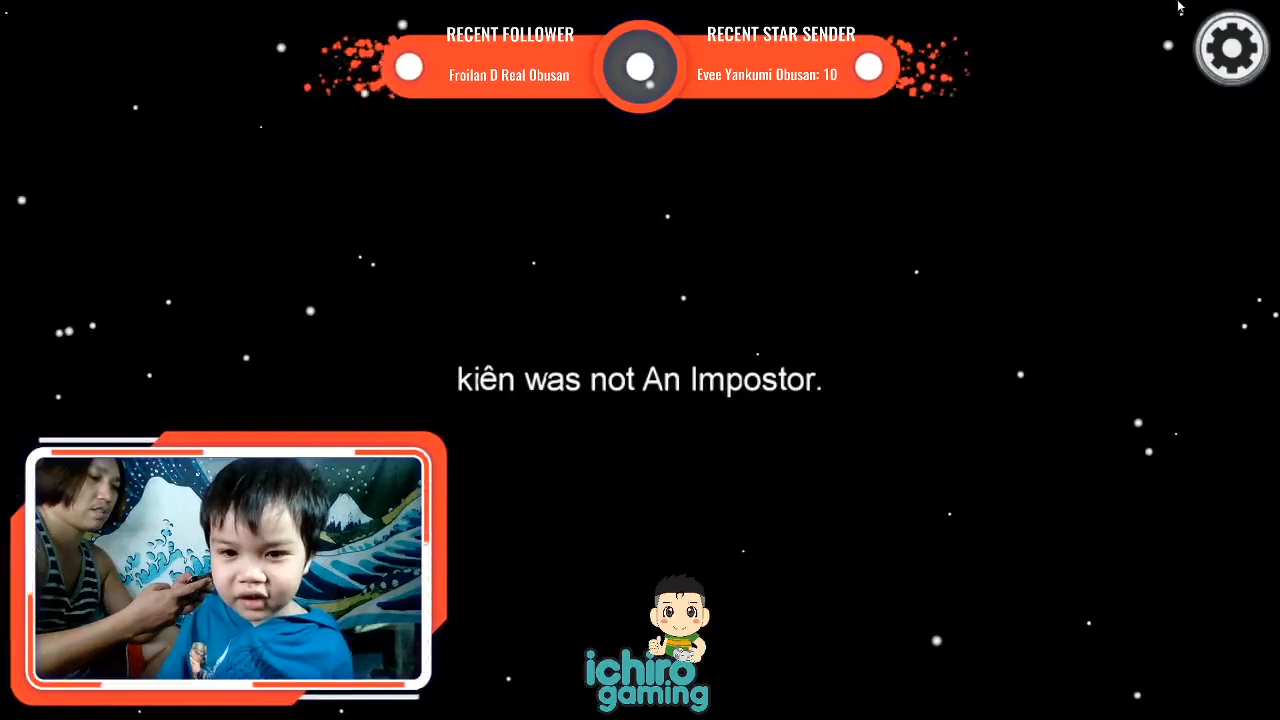 RECENT FOLLOWER
Froilan D Real Obusan
RECENT STAR SENDER
Evee Yankumi Obusan: 10
kiên was not An Impostor.
ichiro
gaming